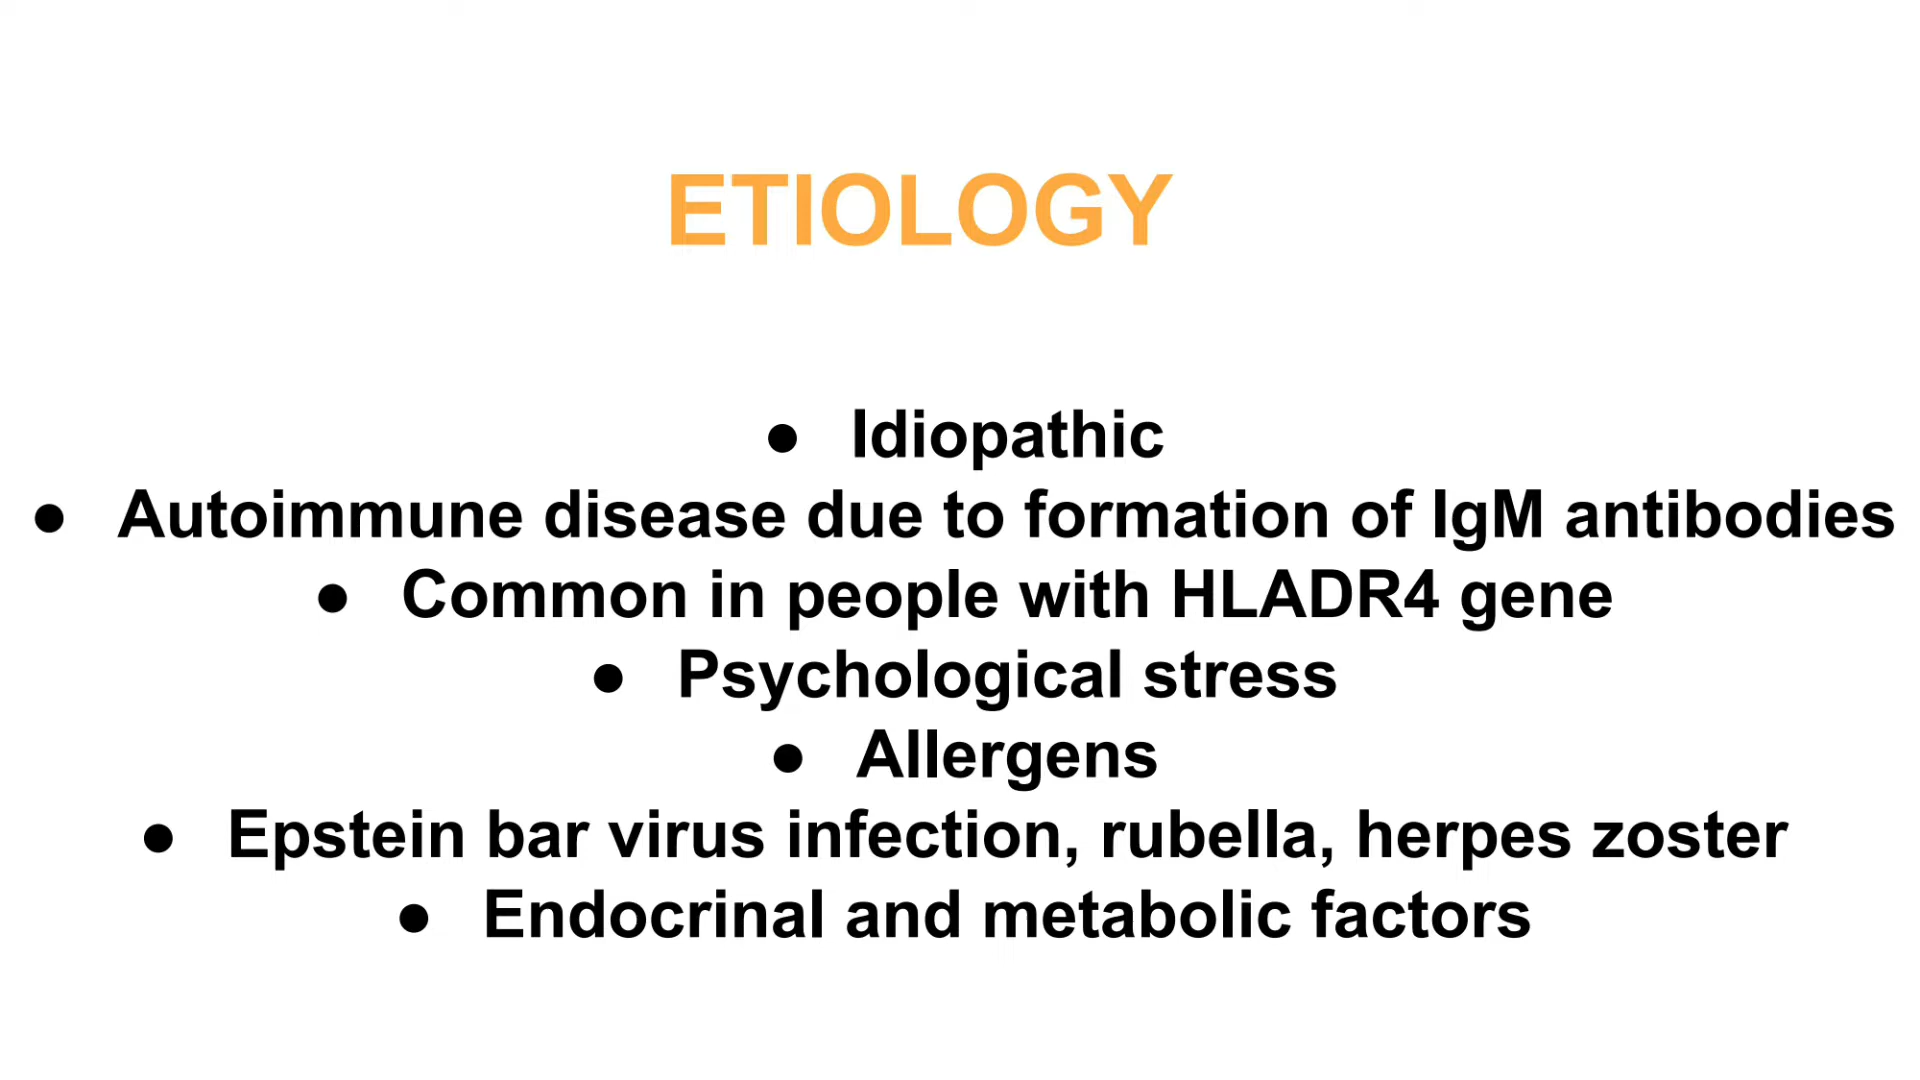 ETIOLOGY
● Idiopathic
● Autoimmune disease due to formation of IgM antibodies
● Common in people with HLADR4 gene
● Psychological stress
● Allergens
● Epstein bar virus infection, rubella, herpes zoster
● Endocrinal and metabolic factors